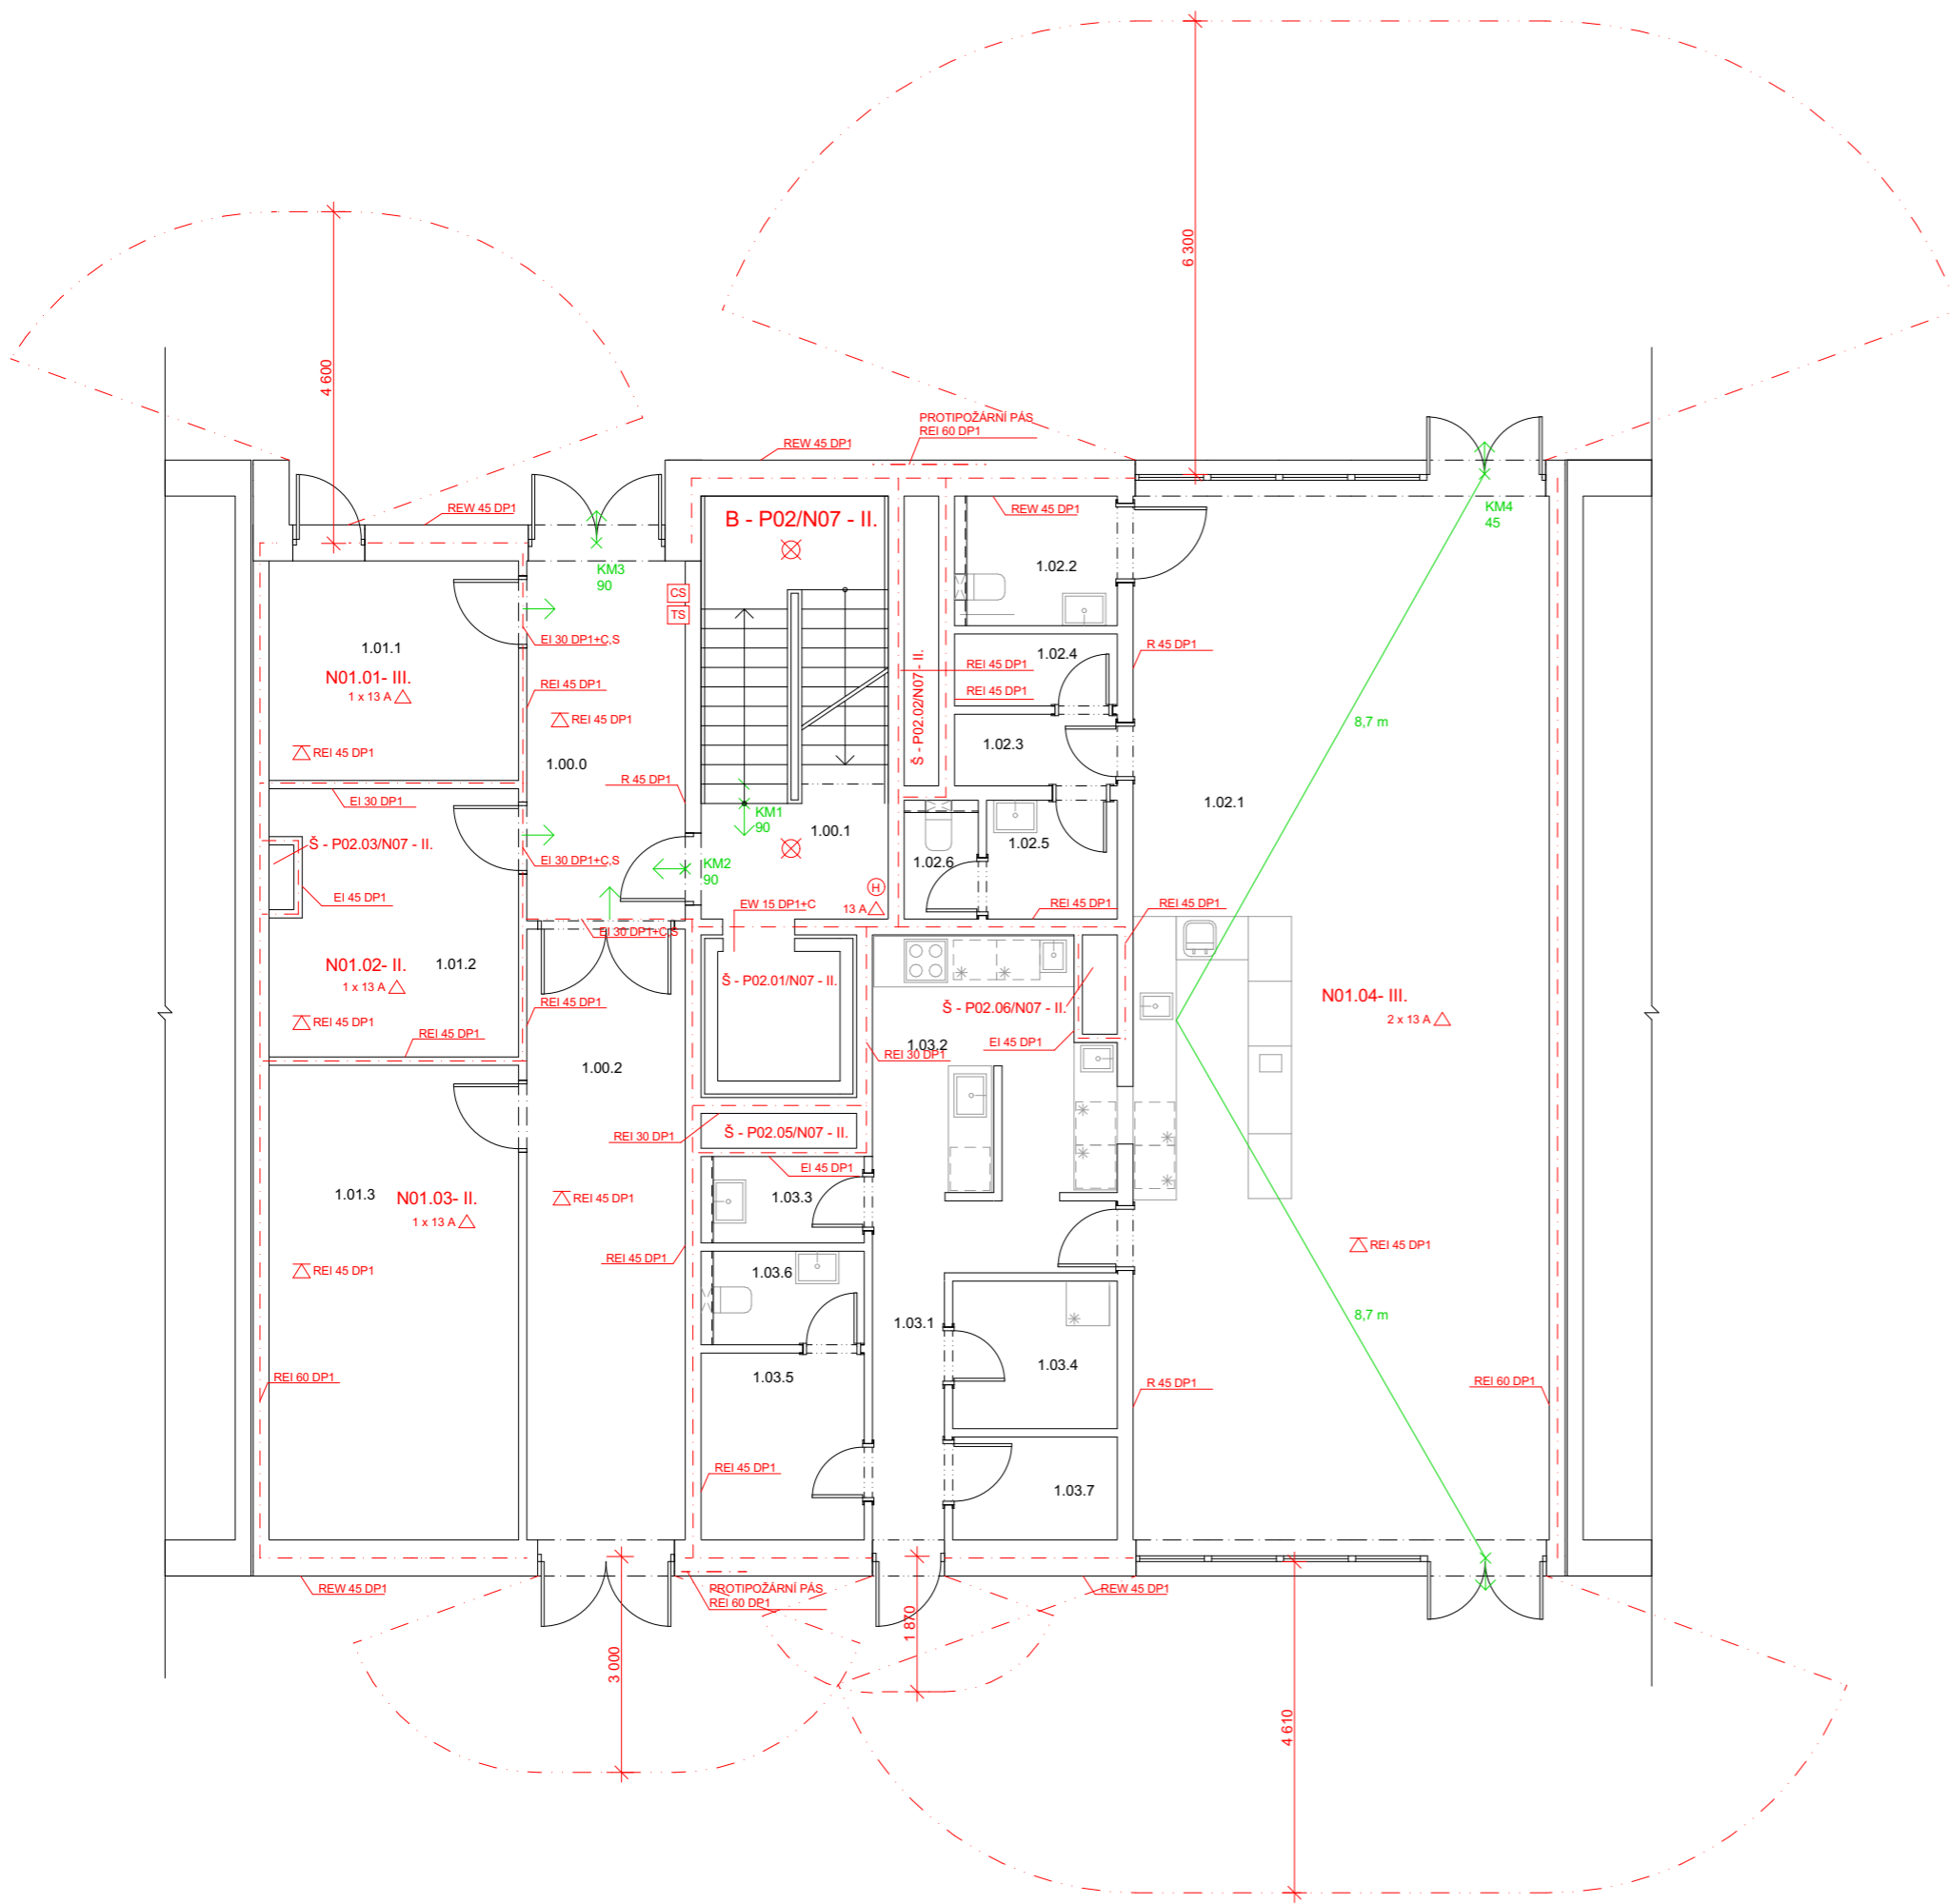 6 300
4 600
PROTIPOŽÁRNÍ PÁS
REI 60 DP1
REW 45 DP1
REW 45 DP1
REW 45 DP1
B - P02/N07 - II.
KM4
45
KM3
90
CS
TS
1.02.2
EI 30 DP1+C,S
1.01.1
N01.01- III.
1 x 13 A
REI 45 DP1
REI 45 DP1
REI 45 DP1
1.00.0
R 45 DP1
EI 30 DP1
Š - P02.02/N07 - II.
1.02.4
REI 45 DP1
REI 45 DP1
R 45 DP1
1.02.3
8,7 m
1.02.1
KM1
90
1.00.1
1.02.5
1.02.6
Š - P02.03/N07 - II.
EI 30 DP1+C,S
KM2
90
EI 45 DP1
EW 15 DP1+C
H
13 A
REI 45 DP1
REI 45 DP1
EI 30 DP1+C,S
N01.02- II.
1 x 13 A
1.01.2
REI 45 DP1
REI 45 DP1
REI 45 DP1
Š - P02.01/N07 - II.
Š - P02.06/N07 - II.
1.03.2
REI 30 DP1
EI 45 DP1
N01.04- III.
2 x 13 A
1.00.2
REI 30 DP1
Š - P02.05/N07 - II.
EI 45 DP1
1.01.3
N01.03- II.
1 x 13 A
REI 45 DP1
REI 45 DP1
REI 45 DP1
1.03.3
1.03.6
REI 45 DP1
8,7 m
1.03.1
1.03.4
1.03.5
REI 60 DP1
R 45 DP1
REI 60 DP1
REI 45 DP1
1.03.7
REW 45 DP1
PROTIPOŽÁRNÍ PÁS
REI 60 DP1
REW 45 DP1
1 870
3 000
4 610